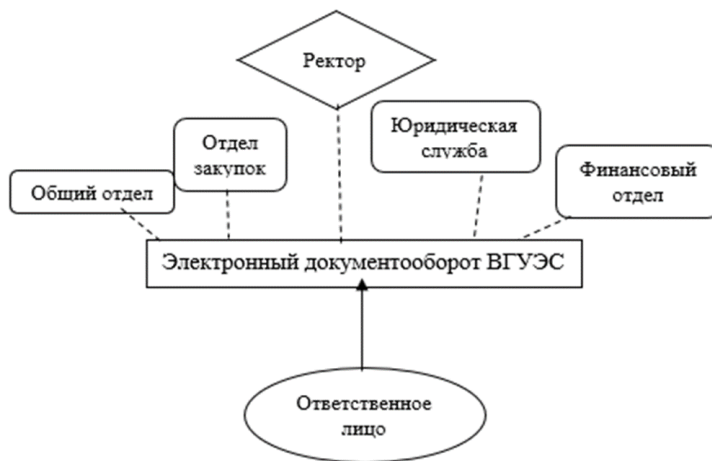 Ректор
Отдел
закупок
Юридическая
служба
Общий отдел
Финансовый
отдел
Электронный документооборот ВГУЭС
Ответственное
лицо